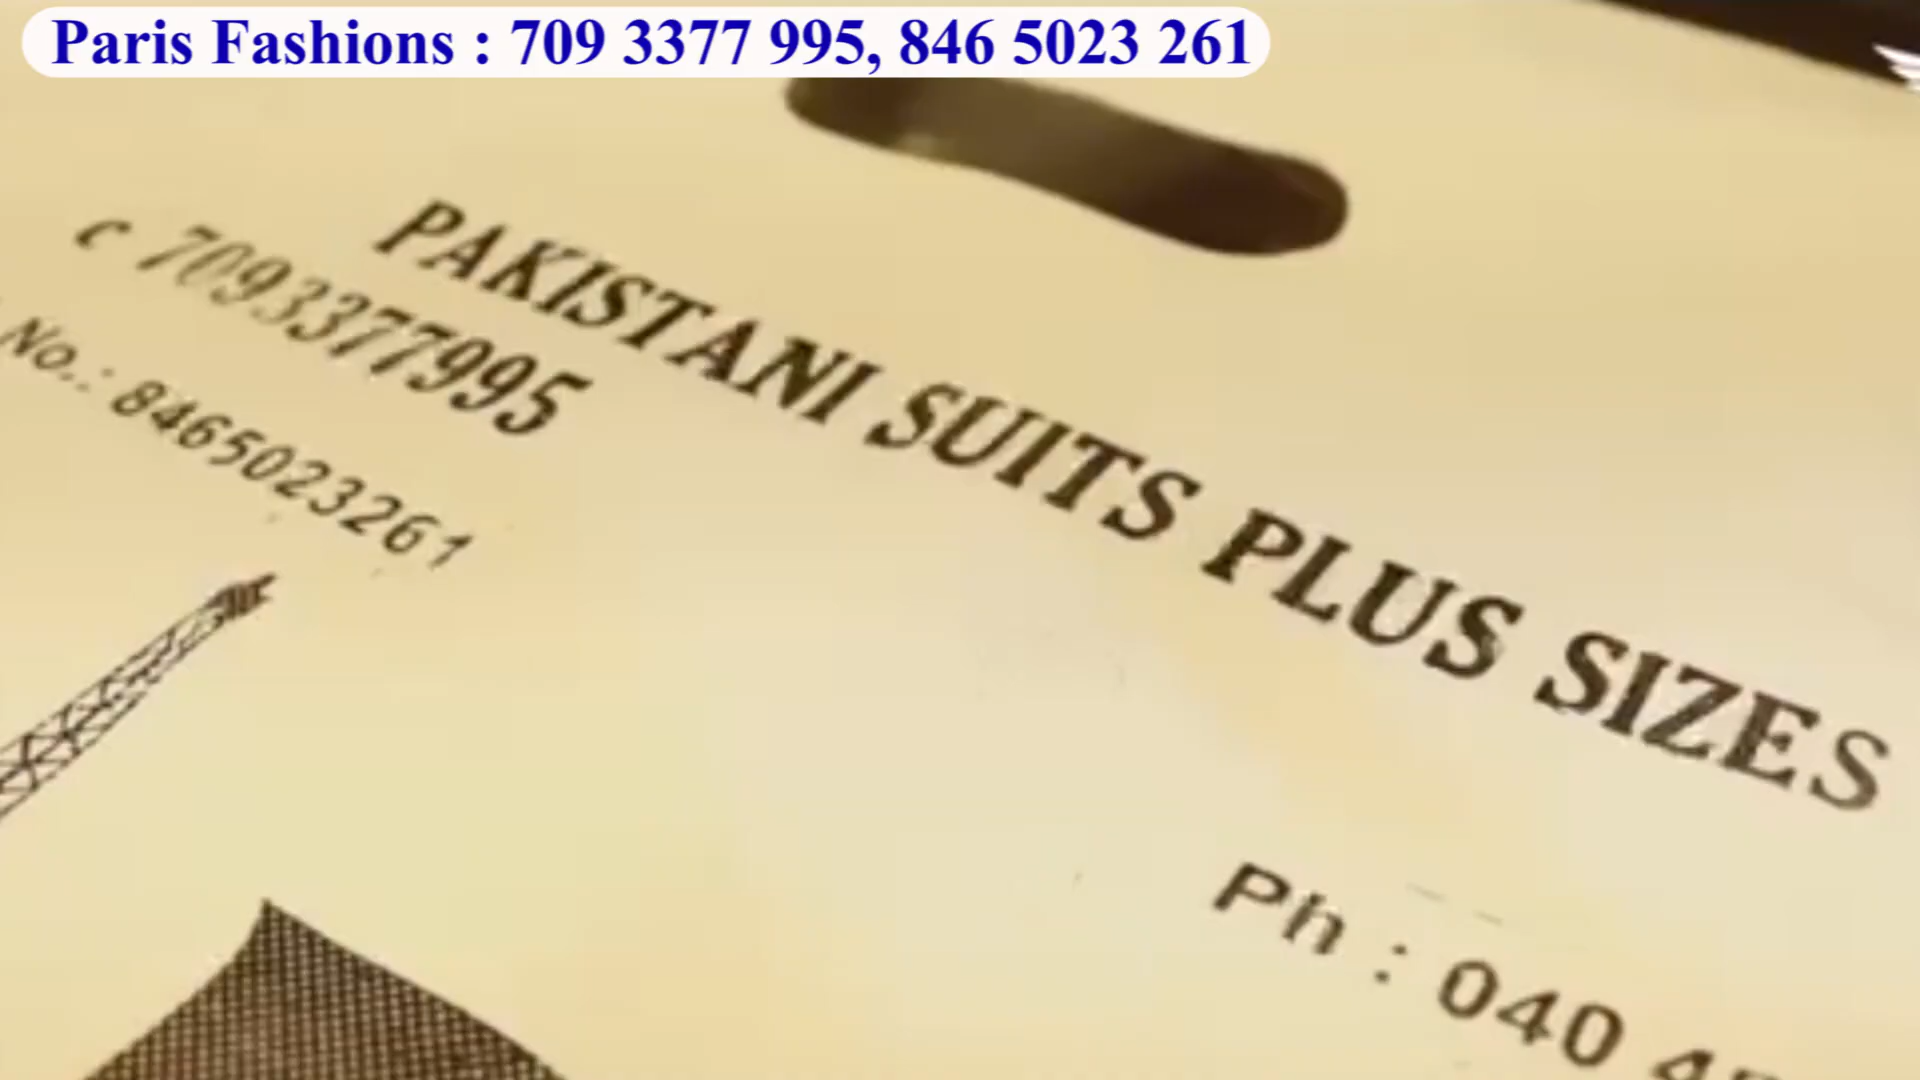 Paris Fashions : 709 3377 995, 846 5023 261
PAKISTANI SUITS PLUS SIZES
c 7093377995
No.: 8465023261
Ph : 040